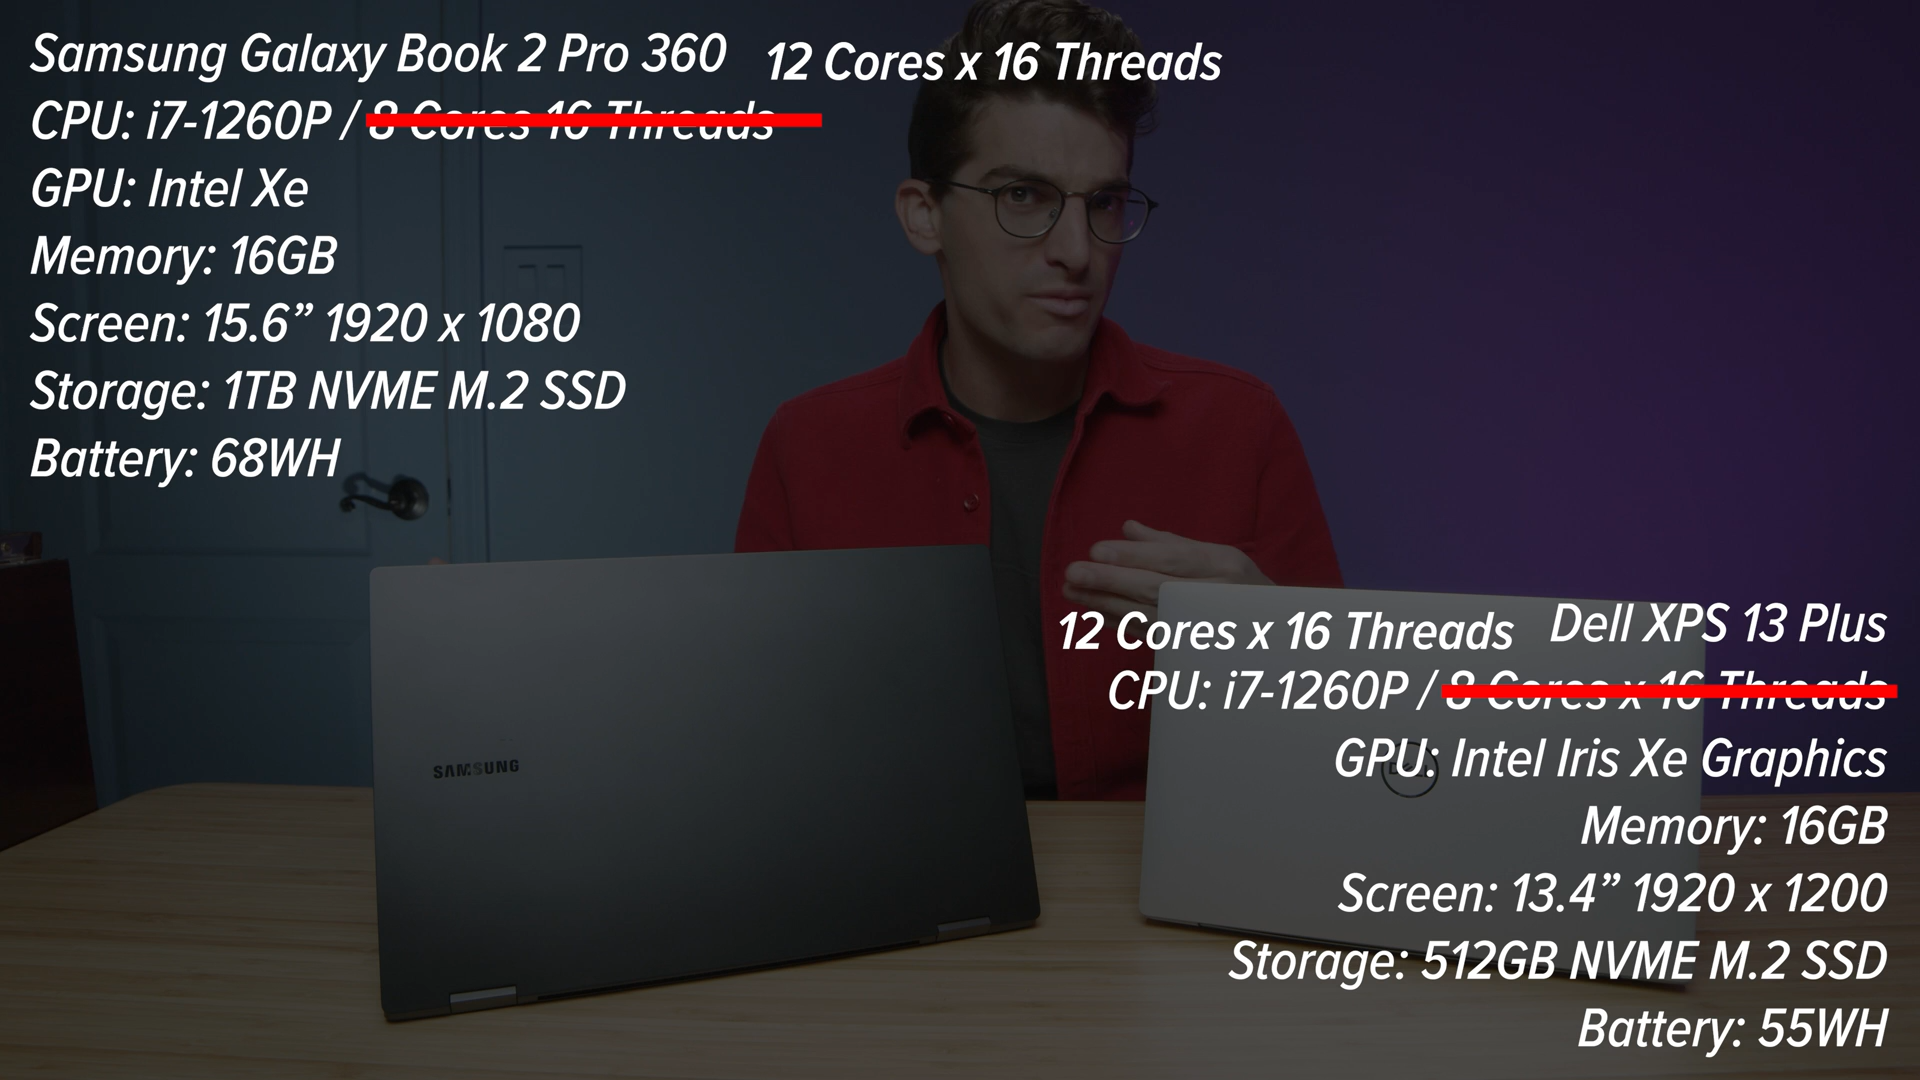 Samsung Galaxy Book 2 Pro 360
12 Cores x 16 Threads
CPU: i7-1260P / 8 Cores 16 Threads
GPU: Intel Xe
Memory: 16GB
Screen: 15.6” 1920 x 1080
Storage: 1TB NVME M.2 SSD
Battery: 68WH
SAMSUNG
12 Cores x 16 Threads
Dell XPS 13 Plus
CPU: i7-1260P / 8 Cores x 16 Threads
GPU: Intel Iris Xe Graphics
DELL
Memory: 16GB
Screen: 13.4” 1920 x 1200
Storage: 512GB NVME M.2 SSD
Battery: 55WH